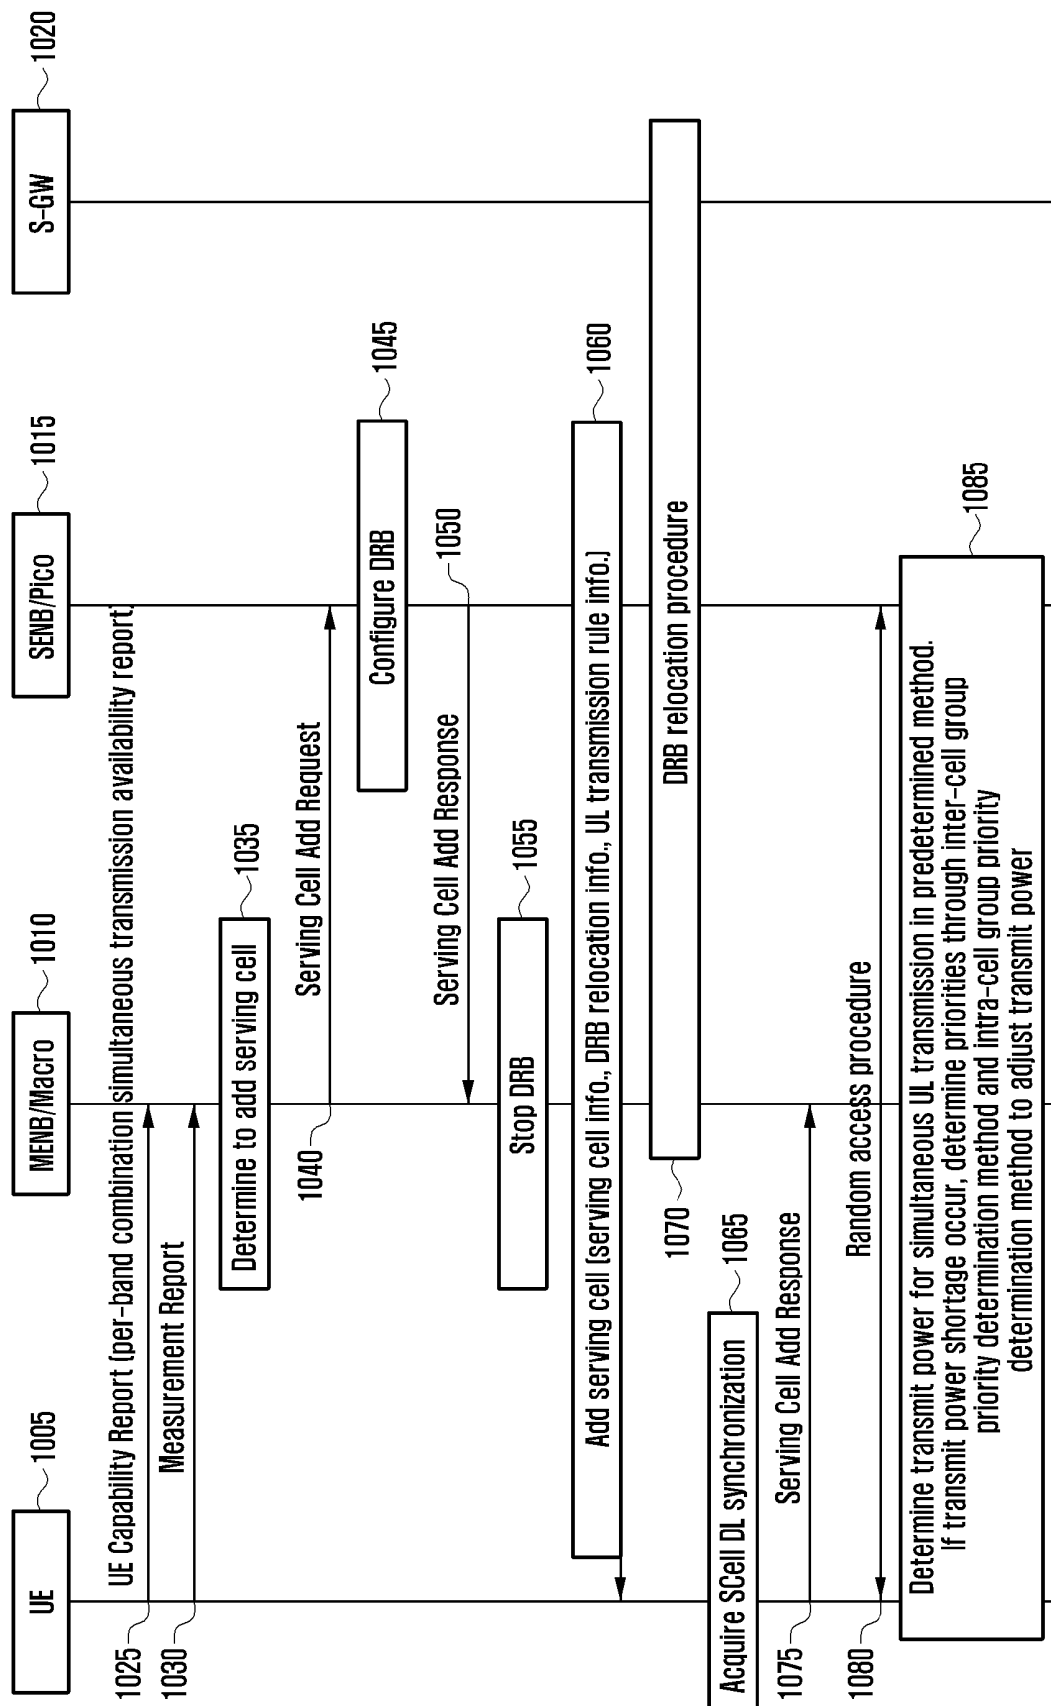 UE
1005
MENB/Macro
1010
SENB/Pico
1015
S-GW
1020
UE Capability Report (per-band combination simultaneous transmission availability report)
1025
Measurement Report
1030
Determine to add serving cell
1035
Serving Cell Add Request
1040
Configure DRB
1045
Serving Cell Add Response
1050
Stop DRB
1055
Add serving cell (serving cell info., DRB relocation info., UL transmission rule info.)
1060
DRB relocation procedure
1070
Acquire SCell DL synchronization
1065
Serving Cell Add Response
1075
Random access procedure
1080
Determine transmit power for simultaneous UL transmission in predetermined method.
If transmit power shortage occur, determine priorities through inter-cell group
priority determination method and intra-cell group priority
determination method to adjust transmit power
1085